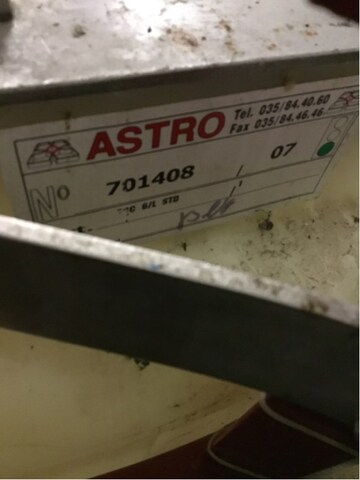 ASTRO Tel. 035/84.40.60
Fax 035/84.46.46
No 701408 / 07 S